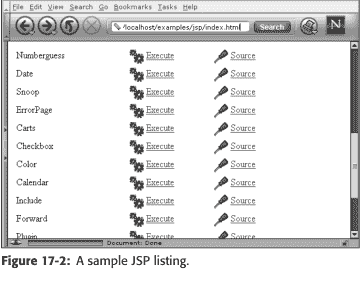 File Edit View Search Go Bookmarks Tasks Help
/localhost/examples/jsp/index.html Search N
Numberguess Execute Source
Date Execute Source
Snoop Execute Source
ErrorPage Execute Source
Carts Execute Source
Checkbox Execute Source
Color Execute Source
Calendar Execute Source
Include Execute Source
Forward Execute Source
Plugin Execute Source
Document: Done
Figure 17-2: A sample JSP listing.